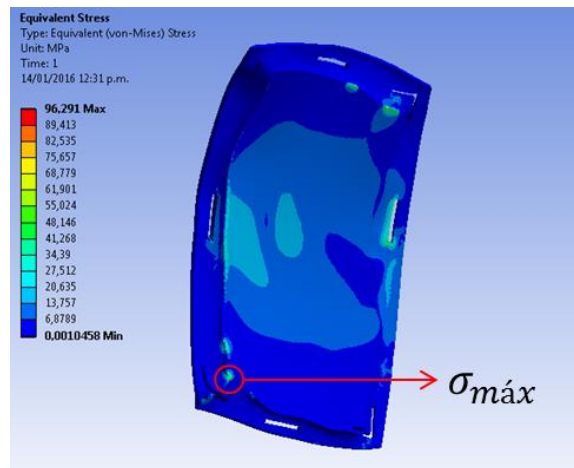 Equivalent Stress
Type: Equivalent (von-Mises) Stress
Unit: MPa
Time: 1
14/01/2016 12:31 p.m.
96,291 Max
89,413
82,535
75,657
68,779
61,901
55,024
48,146
41,268
34,39
27,512
20,635
13,757
6,8789
0,0010458 Min
σmáx